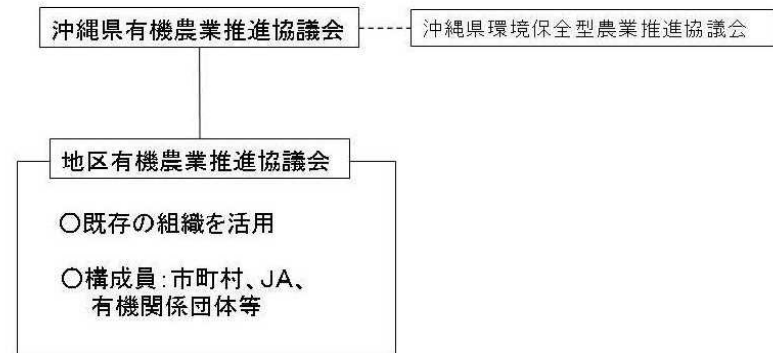 沖縄県有機農業推進協議会
沖縄県環境保全型農業推進協議会
地区有機農業推進協議会
〇既存の組織を活用
〇構成員:市町村、JA、
有機関係団体等